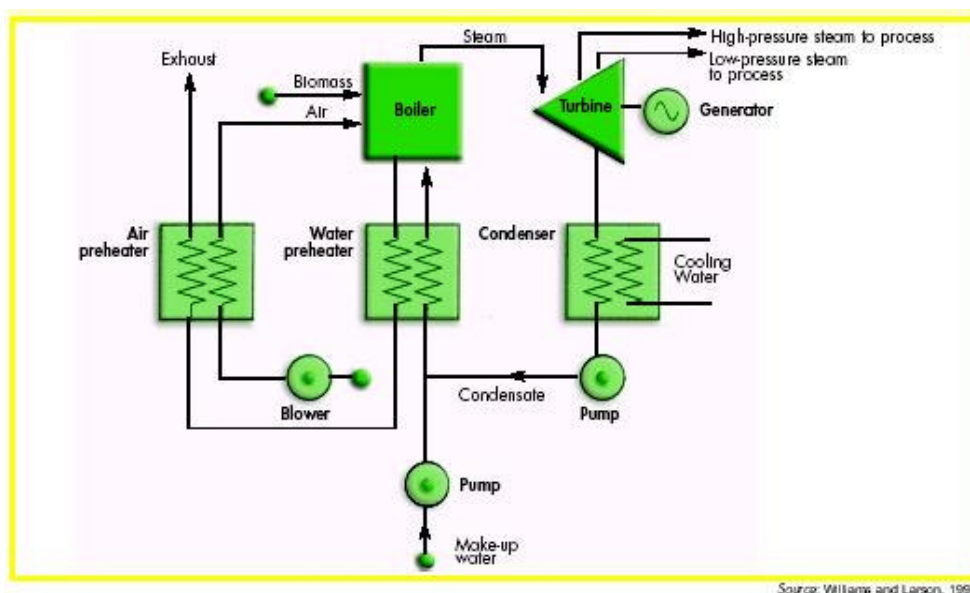 Steam
High-pressure steam to process
Low-pressure steam
to process
Exhaust
Biomass
Boiler
Air
Turbine
Generator
Air
preheater
Water
preheater
Condenser
Cooling
Water
Blower
Condensate
Pump
Pump
Make-up
water
Source: Williams and Larson, 199